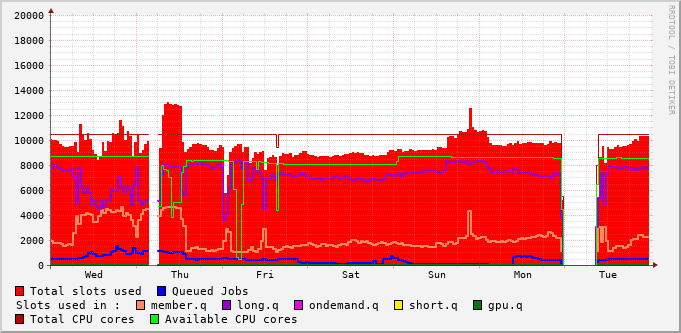 20000
18000
16000
14000
12000
10000
8000
6000
4000
2000
0
Wed Thu Fri Sat Sun Mon Tue
RRDTOOL / TOBI OETIKER
Total slots used Queued Jobs
Slots used in : member.q long.q ondemand.q short.q gpu.q
Total CPU cores Available CPU cores